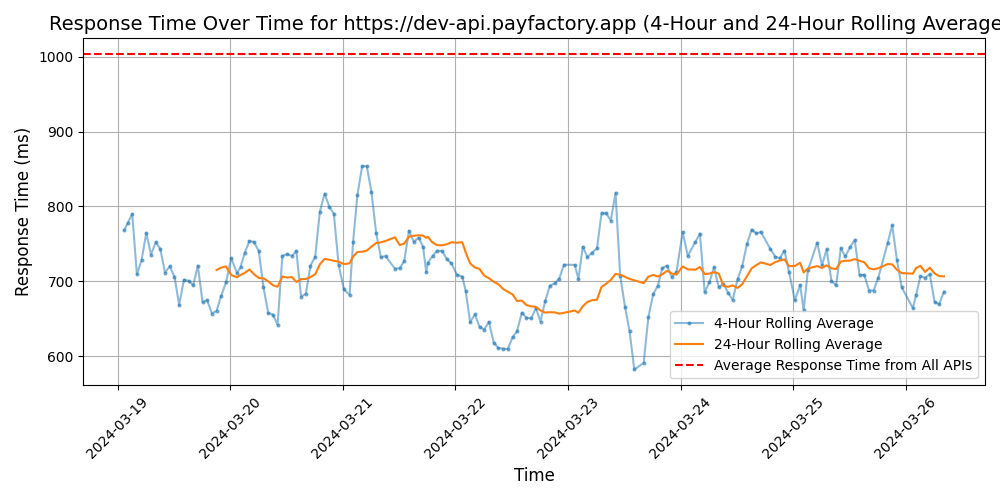 Response Time Over Time for https://dev-api.payfactory.app (4-Hour and 24-Hour Rolling Average
Response Time (ms)
1000
900
800
700
600
4-Hour Rolling Average
24-Hour Rolling Average
Average Response Time from All APIs
2024-03-19
2024-03-20
2024-03-21
2024-03-22
2024-03-23
2024-03-24
2024-03-25
2024-03-26
Time